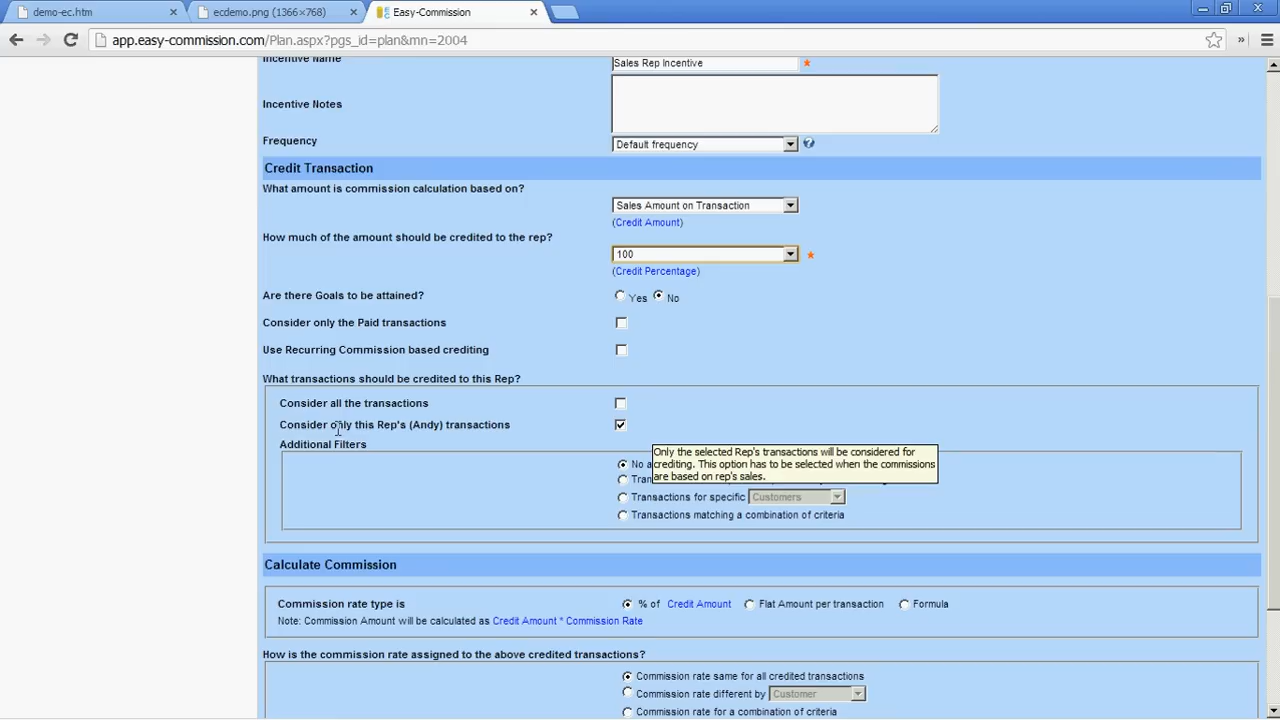 demo-ec.htm
ecdemo.png (1366×768)
Easy-Commission
app.easy-commission.com/Plan.aspx?pgs_id=plan&mn=2004
Incentive Name
Sales Rep Incentive
Incentive Notes
Frequency
Default frequency
Credit Transaction
What amount is commission calculation based on?
Sales Amount on Transaction
(Credit Amount)
How much of the amount should be credited to the rep?
100
(Credit Percentage)
Are there Goals to be attained?
Yes
No
Consider only the Paid transactions
Use Recurring Commission based crediting
What transactions should be credited to this Rep?
Consider all the transactions
Consider only this Rep's (Andy) transactions
Additional Filters
Only the selected Rep's transactions will be considered for
crediting. This option has to be selected when the commissions
are based on rep's sales.
No
Transactions for specific
Customers
Transactions matching a combination of criteria
Calculate Commission
Commission rate type is
% of Credit Amount
Flat Amount per transaction
Formula
Note: Commission Amount will be calculated as Credit Amount * Commission Rate
How is the commission rate assigned to the above credited transactions?
Commission rate same for all credited transactions
Commission rate different by
Customer
Commission rate for a combination of criteria